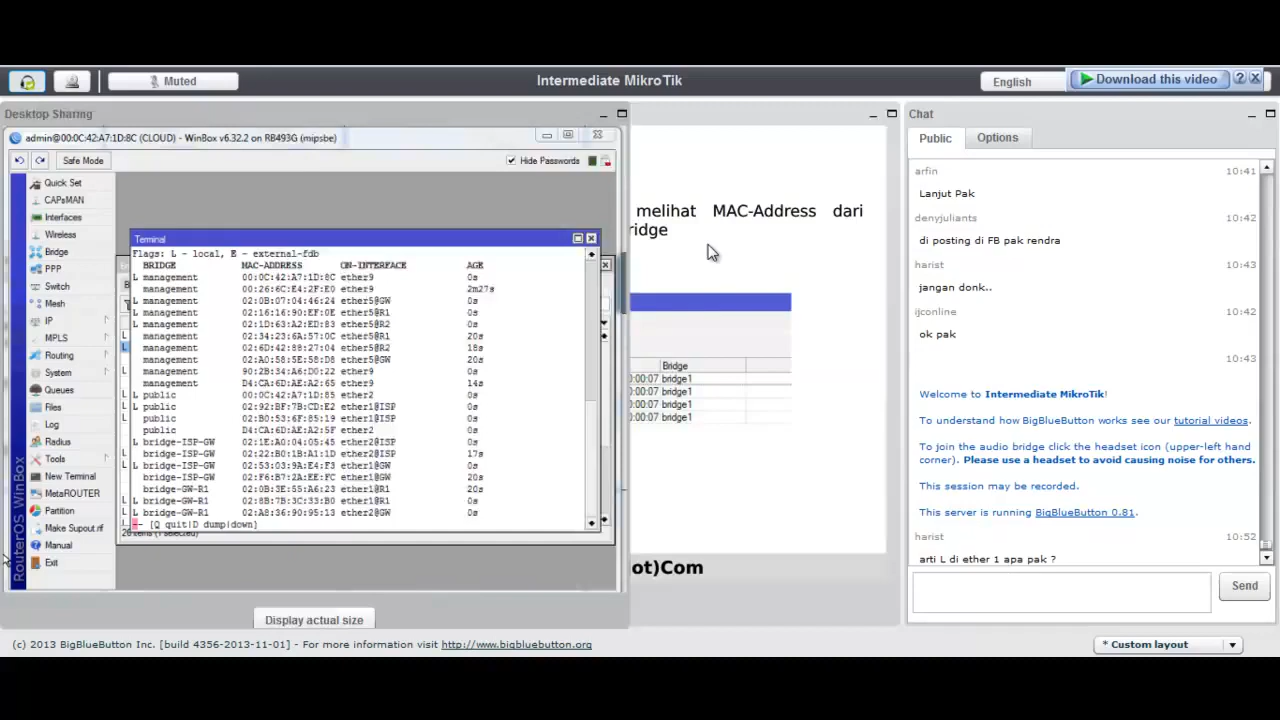 Muted
Intermediate MikroTik
English
Download this video
?
Desktop Sharing
admin@00:0C:42:A7:1D:8C (CLOUD) - WinBox v6.32.2 on RB493G (mipsbe)
Safe Mode
Hide Passwords
Quick Set
CAPsMAN
Interfaces
Wireless
Bridge
PPP
Switch
Mesh
IP
MPLS
Routing
System
Queues
Files
Log
Radius
Tools
New Terminal
MetaROUTER
Partition
Make Supout.rif
Manual
Exit
RouterOS WinBox
Terminal
Flags: L - local, E - external-fdb
BRIDGE MAC-ADDRESS ON-INTERFACE AGE
L management 00:0C:42:A7:1D:8C ether9 0s
management 00:26:6C:E4:2F:E0 ether9 2m27s
L management 02:0B:07:04:46:24 ether5@GW 0s
L management 02:16:16:90:EF:0E ether5@R1 0s
L management 02:1D:63:A2:ED:83 ether5@R2 0s
management 02:34:23:6A:57:0C ether5@R1 20s
management 02:6D:42:89:27:04 ether5@R2 18s
management 02:A0:58:5E:58:D8 ether5@GW 20s
management 90:2B:34:A6:D0:22 ether9 0s
management D4:CA:6D:AE:A2:65 ether9 14s
L public 00:0C:42:A7:1D:85 ether2 0s
L public 02:92:BF:7B:CD:E2 ether1@ISP 0s
public 02:B0:53:6F:85:19 ether1@ISP 0s
public D4:CA:6D:AE:A2:5F ether2 0s
L bridge-ISP-GW 02:1E:A0:04:05:45 ether2@ISP 0s
bridge-ISP-GW 02:22:B0:1B:A1:1D ether2@ISP 17s
L bridge-ISP-GW 02:53:03:9A:E4:F3 ether1@GW 0s
bridge-ISP-GW 02:F6:B7:2A:EE:FC ether1@GW 20s
bridge-GW-R1 02:0B:3E:55:A6:23 ether1@R1 20s
L bridge-GW-R1 02:8B:7B:3C:33:B0 ether1@R1 0s
L bridge-GW-R1 02:A8:36:90:95:13 ether2@GW 0s
-- [Q quit|D dump|down]
melihat MAC-Address dari
ridge
Bridge
0:00:07 bridge1
0:00:07 bridge1
0:00:07 bridge1
0:00:07 bridge1
ot)Com
Display actual size
Chat
Public
Options
arfin 10:41
Lanjut Pak
denyjuliants 10:42
di posting di FB pak rendra
harist 10:43
jangan donk..
ijconline 10:42
ok pak
10:43
Welcome to Intermediate MikroTik!
To understand how BigBlueButton works see our tutorial videos.
To join the audio bridge click the headset icon (upper-left hand
corner). Please use a headset to avoid causing noise for others.
This session may be recorded.
This server is running BigBlueButton 0.81.
harist 10:52
arti L di ether 1 apa pak ?
Send
(c) 2013 BigBlueButton Inc. [build 4356-2013-11-01] - For more information visit http://www.bigbluebutton.org
* Custom layout